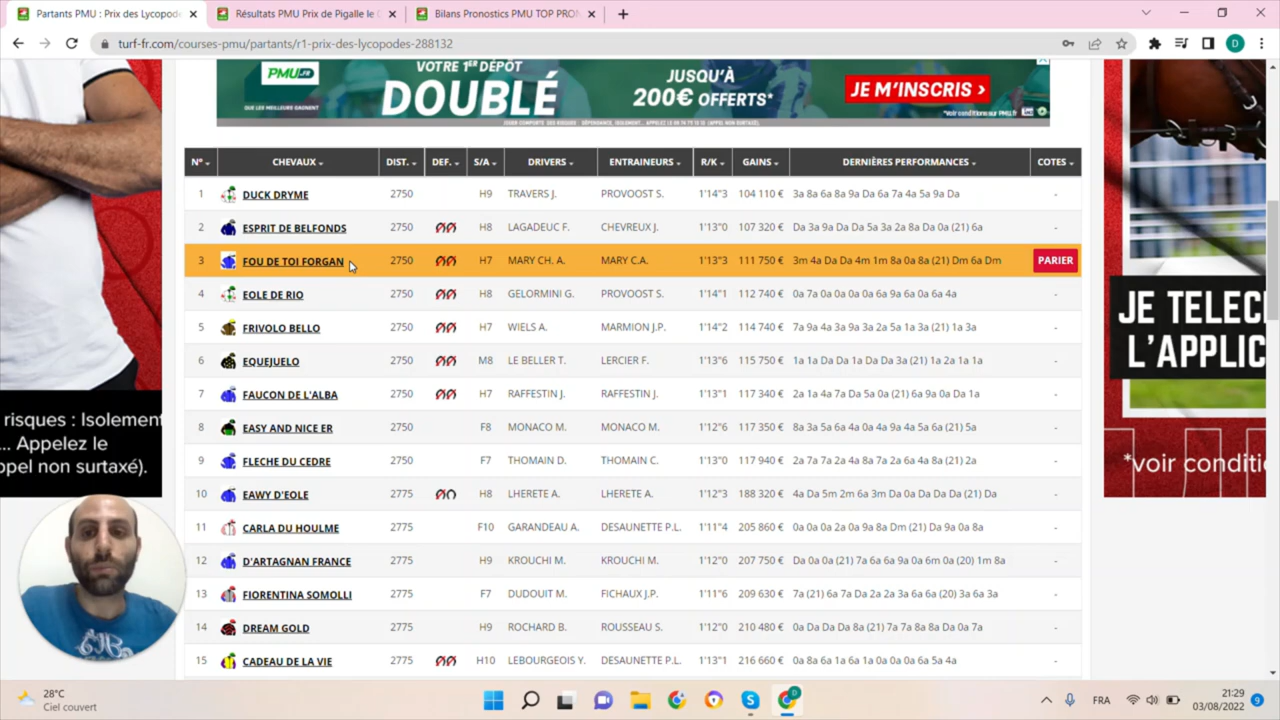 Partants PMU : Prix des Lycopode
Résultats PMU Prix de Pigalle le
Bilans Pronostics PMU TOP PRO
turf-fr.com/courses-pmu/partants/r1-prix-des-lycopodes-288132
D
PMU.fr
QUE LES MEILLEURS GAGNENT
VOTRE 1ER DÉPÔT
DOUBLÉ
JUSQU'À
200€ OFFERTS*
JE M'INSCRIS >
*Voir conditions sur PMU.fr
N° CHEVAUX DIST. DEF. S/A DRIVERS ENTRAINEURS R/K GAINS DERNIÈRES PERFORMANCES COTES
1 DUCK DRYME 2750 H9 TRAVERS J. PROVOOST S. 1'14"3 104 110 € 3a 8a 6a 8a 9a Da 6a 7a 4a 5a 9a Da -
2 ESPRIT DE BELFONDS 2750 H8 LAGADEUC F. CHEVREUX J. 1'13"0 107 320 € Da 3a 9a Da Da 5a 3a 2a 8a Da 0a (21) 6a -
3 FOU DE TOI FORGAN 2750 H7 MARY CH. A. MARY C.A. 1'13"3 111 750 € 3m 4a Da Da 4m 1m 8a 0a 8a (21) Dm 6a Dm PARIER
4 EOLE DE RIO 2750 H8 GELORMINI G. PROVOOST S. 1'14"1 112 740 € 0a 7a 0a 0a 0a 0a 6a 9a 6a 0a 6a 4a -
5 FRIVOLO BELLO 2750 H7 WIELS A. MARMION J.P. 1'14"2 114 740 € 7a 9a 4a 3a 9a 3a 2a 5a 1a 3a (21) 1a 3a -
6 EQUEJUELO 2750 M8 LE BELLER T. LERCIER F. 1'13"6 115 750 € 1a 1a Da Da 1a Da Da 3a (21) 1a 2a 1a 1a -
7 FAUCON DE L'ALBA 2750 H7 RAFFESTIN J. RAFFESTIN J. 1'13"1 117 340 € 2a 1a 4a 7a Da 5a 0a (21) 6a 9a 0a Da 1a -
8 EASY AND NICE ER 2750 F8 MONACO M. MONACO M. 1'12"6 117 350 € 8a 3a 5a 6a 4a 0a 4a 9a 4a 5a 6a (21) 5a -
9 FLECHE DU CEDRE 2750 F7 THOMAIN D. THOMAIN C. 1'13"0 117 940 € 2a 7a 7a 2a 4a 8a 7a 2a 6a 4a 8a (21) 2a -
10 EAWY D'EOLE 2775 H8 LHERETE A. LHERETE A. 1'12"3 188 320 € 4a Da 5m 2m 6a 3m Da 0a Da Da Da (21) Da -
11 CARLA DU HOULME 2775 F10 GARANDEAU A. DESAUNETTE P.L. 1'11"4 205 860 € 0a 0a 0a 2a 0a 9a 8a Dm (21) Da 9a 0a 8a -
12 D'ARTAGNAN FRANCE 2775 H9 KROUCHI M. KROUCHI M. 1'12"0 207 750 € Da 0a 0a (21) 7a 6a 6a 9a 0a 6m 0a (20) 1m 8a -
13 FIORENTINA SOMOLLI 2775 F7 DUDOUIT M. FICHAUX J.P. 1'11"6 209 630 € 7a (21) 6a 7a Da 2a 2a 3a 6a 6a (20) 3a 6a 3a -
14 DREAM GOLD 2775 H9 ROCHARD B. ROUSSEAU S. 1'12"0 210 480 € 0a Da Da Da 8a (21) 7a 7a 8a 8a Da 0a 7a -
15 CADEAU DE LA VIE 2775 H10 LEBOURGEOIS Y. DESAUNETTE P.L. 1'13"1 216 660 € 0a 8a 6a 1a 6a 1a 0a 0a 0a 6a 5a 4a -
risques : Isolement
... Appelez le
ppel non surtaxé).
JE TELEC
L'APPLIC
*voir conditi
28°C
Ciel couvert
FRA
21:29
03/08/2022
9